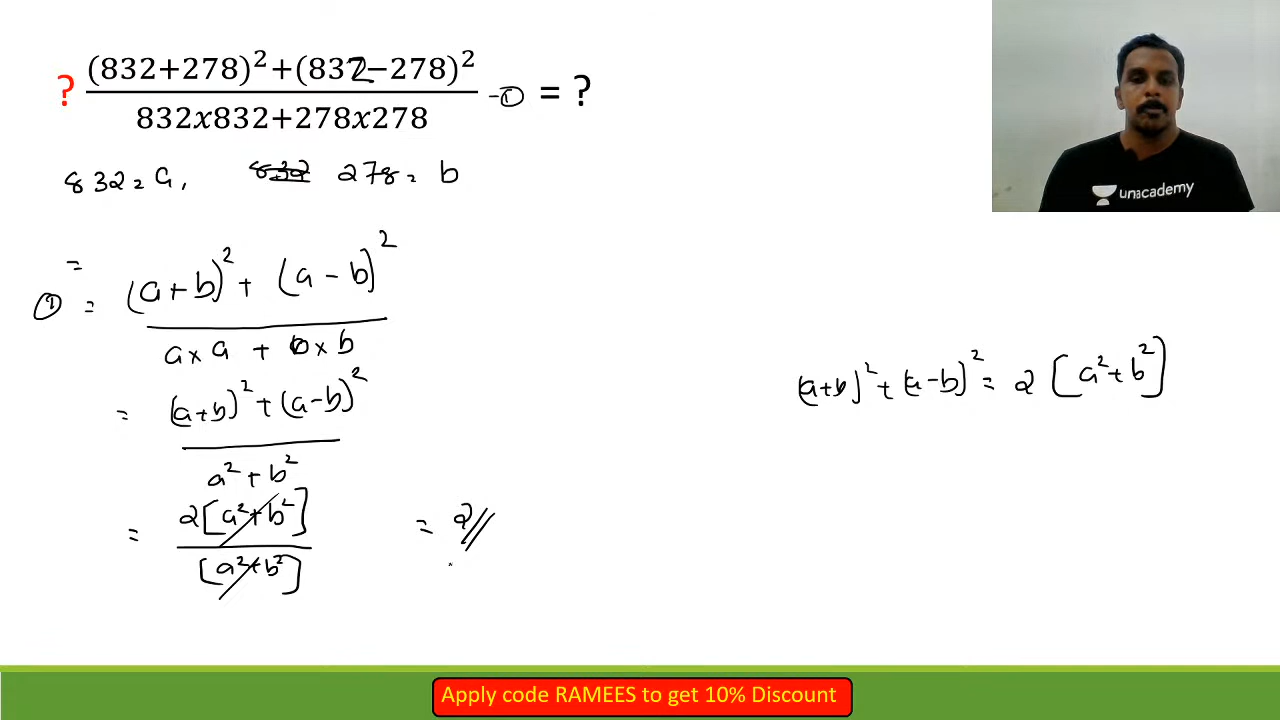 ? (832+278)²+(832−278)² / 832x832+278x278 -① = ?
832 = a, 832 278 = b
=
① = (a+b)² + (a−b)² / a×a + b×b
= (a+b)² + (a−b)² / a² + b²
= 2[a²+b²] / [a²+b²] = 2//
(a+b)² + (a−b)² = 2 [a²+b²]
unacademy
Apply code RAMEES to get 10% Discount